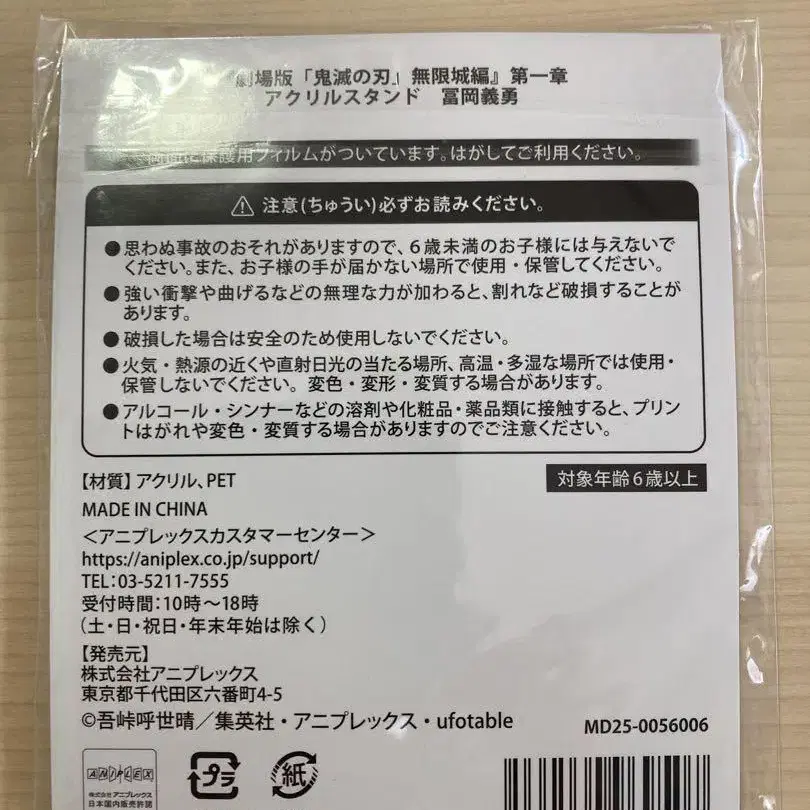 『劇場版「鬼滅の刃」無限城編』第一章
アクリルスタンド 冨岡義勇
両面に保護用フィルムがついています。はがしてご利用ください。
注意(ちゅうい)必ずお読みください。
●思わぬ事故のおそれがありますので、6歳未満のお子様には与えないで
ください。また、お子様の手が届かない場所で使用・保管してください。
●強い衝撃や曲げるなどの無理な力が加わると、割れなど破損することが
あります。
●破損した場合は安全のため使用しないでください。
●火気・熱源の近くや直射日光の当たる場所、高温・多湿な場所では使用・
保管しないでください。変色・変形・変質する場合があります。
●アルコール・シンナーなどの溶剤や化粧品・薬品類に接触すると、プリン
トはがれや変色・変質する場合がありますのでご注意ください。
【材質】アクリル、PET
対象年齢6歳以上
MADE IN CHINA
＜アニプレックスカスタマーセンター＞
https://aniplex.co.jp/support/
TEL:03-5211-7555
受付時間:10時～18時
(土・日・祝日・年末年始は除く)
【発売元】
株式会社アニプレックス
東京都千代田区六番町4-5
©吾峠呼世晴／集英社・アニプレックス・ufotable
MD25-0056006
ANIPLEX
株式会社アニプレックス
日本国内販売許諾
プラ
紙